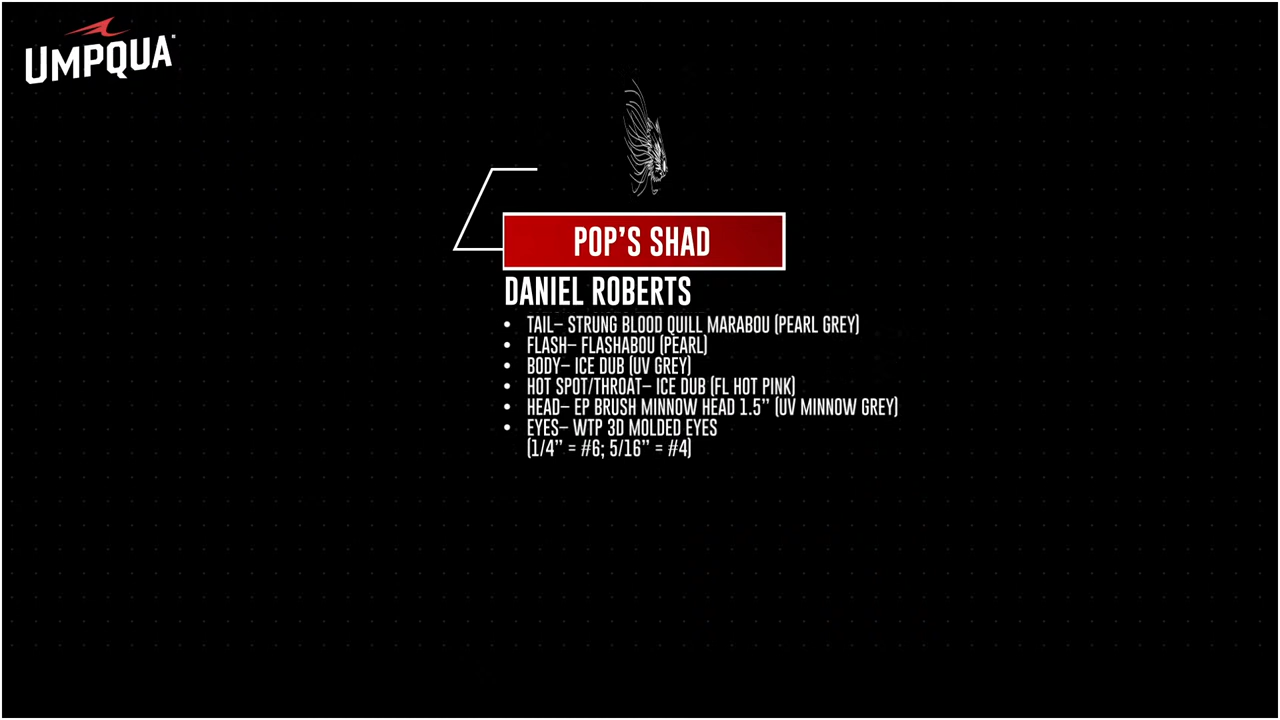 UMPQUA
POP'S SHAD
DANIEL ROBERTS
• TAIL– STRUNG BLOOD QUILL MARABOU (PEARL GREY)
• FLASH– FLASHABOU (PEARL)
• BODY– ICE DUB (UV GREY)
• HOT SPOT/THROAT– ICE DUB (FL HOT PINK)
• HEAD– EP BRUSH MINNOW HEAD 1.5” (UV MINNOW GREY)
• EYES– WTP 3D MOLDED EYES
(1/4” = #6; 5/16” = #4)